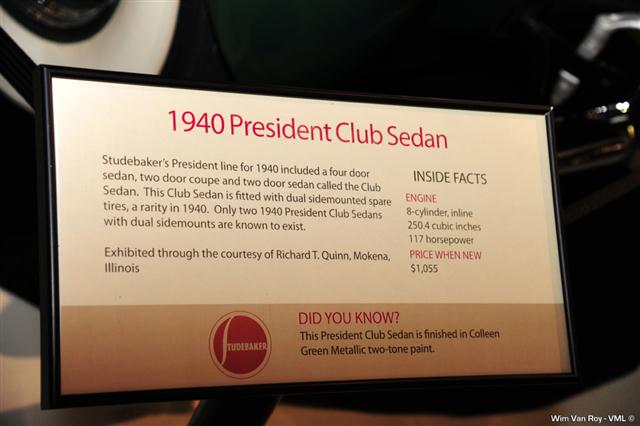 1940 President Club Sedan
Studebaker's President line for 1940 included a four door
sedan, two door coupe and two door sedan called the Club
Sedan. This Club Sedan is fitted with dual sidemounted spare
tires, a rarity in 1940. Only two 1940 President Club Sedans
with dual sidemounts are known to exist.
Exhibited through the courtesy of Richard T. Quinn, Mokena,
Illinois
INSIDE FACTS
ENGINE
8-cylinder, inline
250.4 cubic inches
117 horsepower
PRICE WHEN NEW
$1,055
STUDEBAKER
DID YOU KNOW?
This President Club Sedan is finished in Colleen
Green Metallic two-tone paint.
Wim Van Roy - VML ©